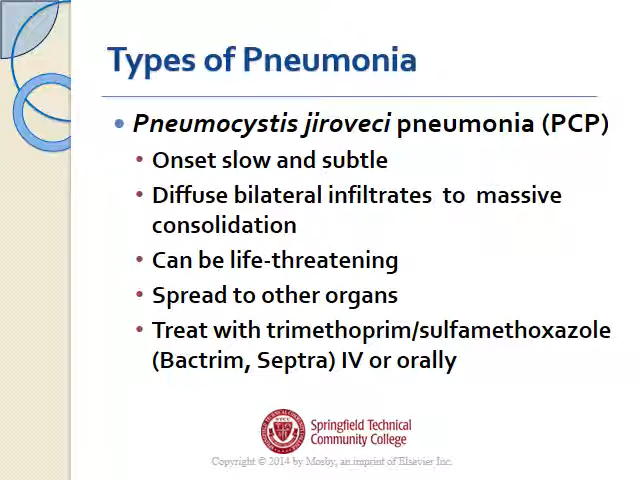 Types of Pneumonia
• Pneumocystis jiroveci pneumonia (PCP)
• Onset slow and subtle
• Diffuse bilateral infiltrates to massive
consolidation
• Can be life-threatening
• Spread to other organs
• Treat with trimethoprim/sulfamethoxazole
(Bactrim, Septra) IV or orally
Springfield Technical
Community College
Copyright © 2014 by Mosby, an imprint of Elsevier Inc.